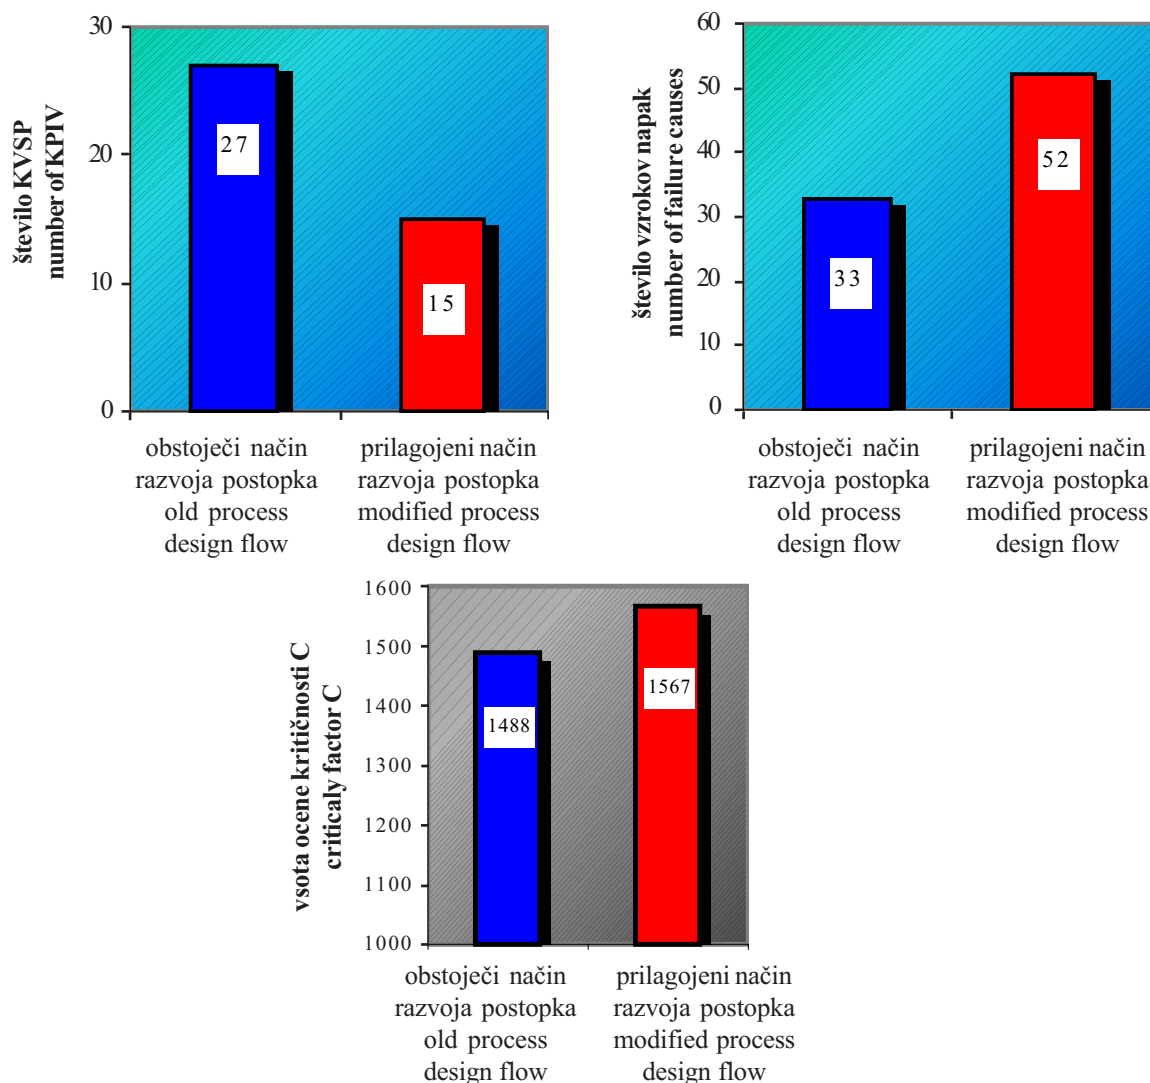 število KVSP
number of KPIV
30
20
10
0
27
15
obstoječi način
razvoja postopka
old process
design flow
prilagojeni način
razvoja postopka
modified process
design flow
število vzrokov napak
number of failure causes
60
50
40
30
20
10
0
33
52
obstoječi način
razvoja postopka
old process
design flow
prilagojeni način
razvoja postopka
modified process
design flow
vsota ocene kritičnosti C
criticaly factor C
1600
1500
1400
1300
1200
1100
1000
1488
1567
obstoječi način
razvoja postopka
old process
design flow
prilagojeni način
razvoja postopka
modified process
design flow